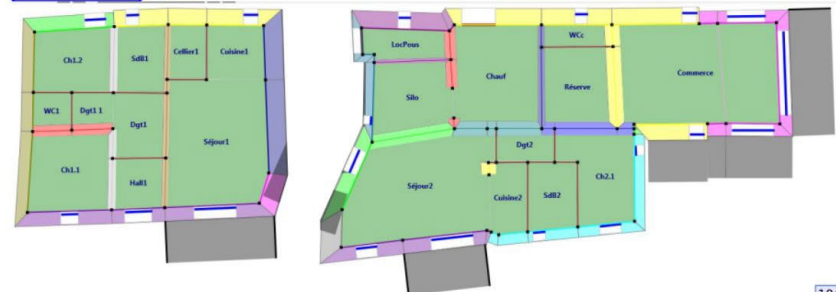 Ch1.2
SdB1
Cellier1
Cuisine1
WC1
Dgt1 1
Dgt1
Séjour1
Ch1.1
Hall1
LocPous
Silo
Chauf
WCc
Réserve
Commerce
Séjour2
Dgt2
Cuisine2
SdB2
Ch2.1